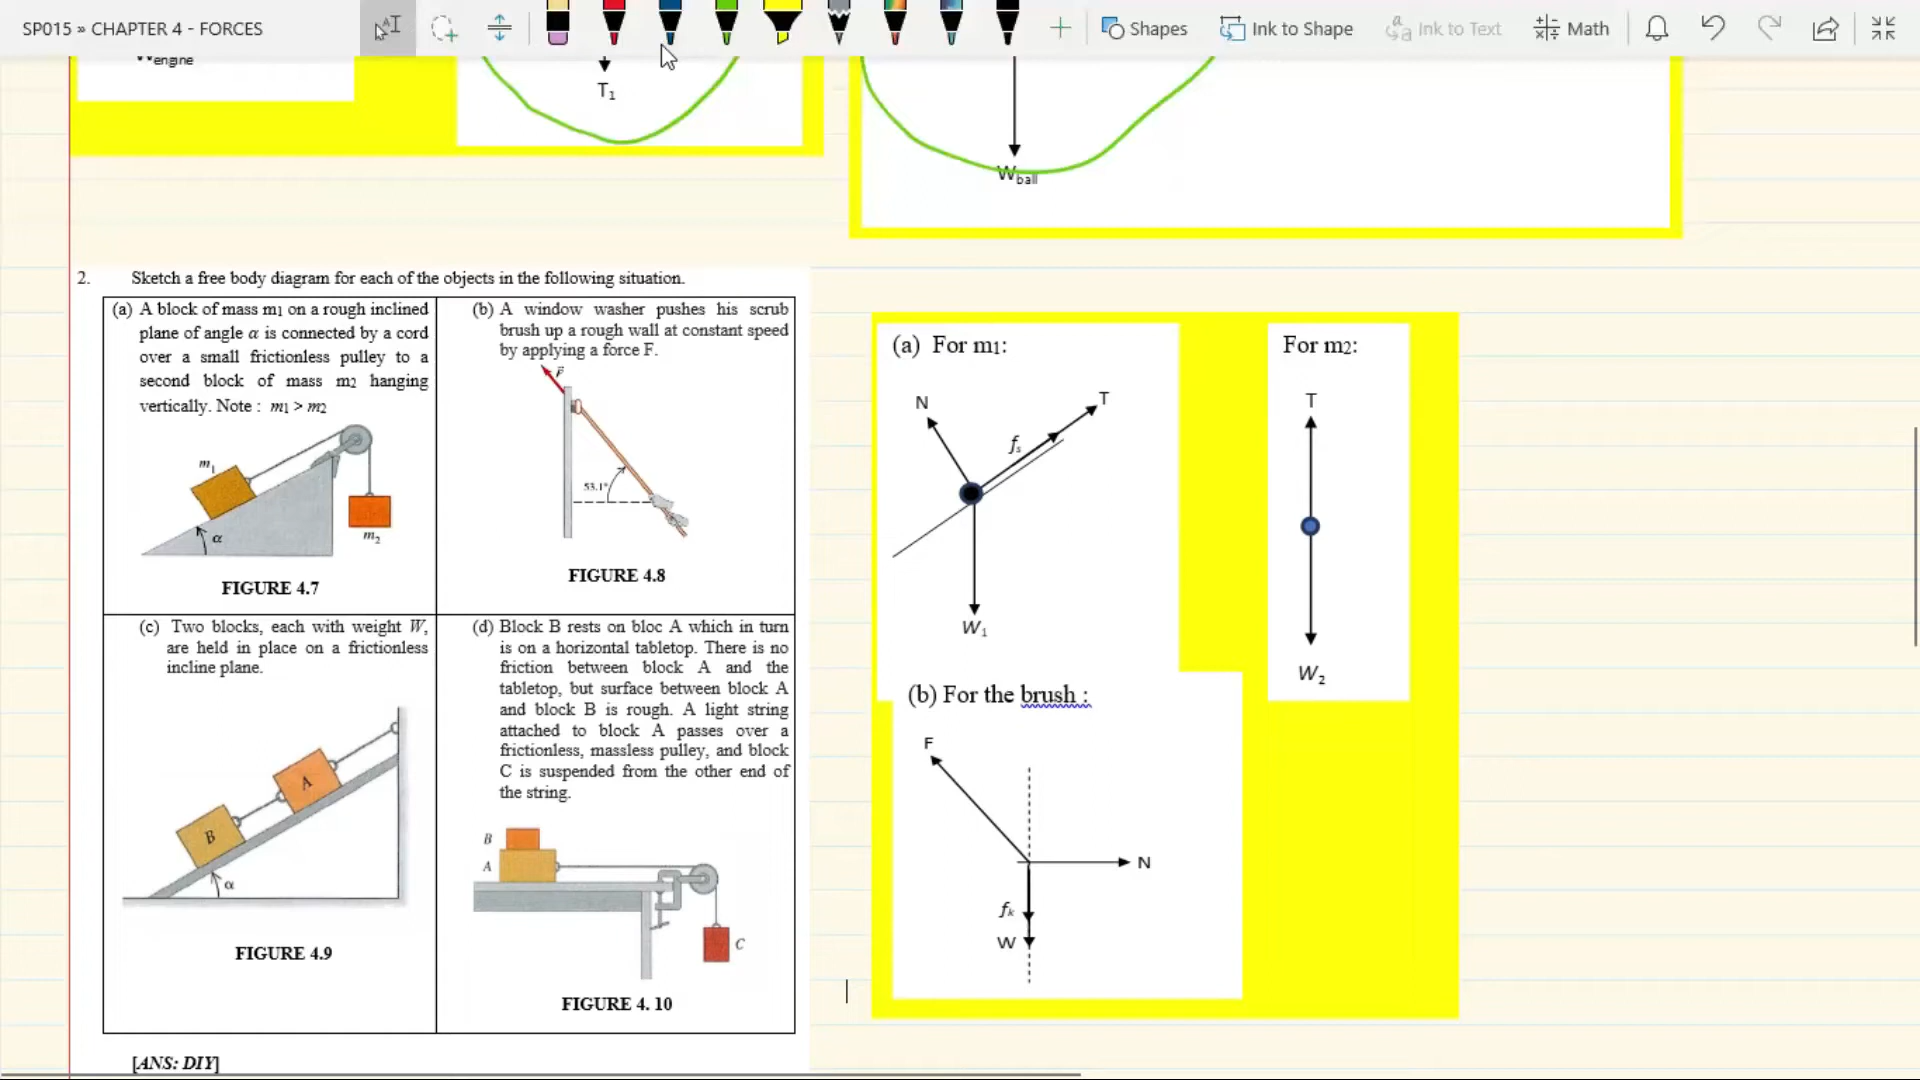 SP015 » CHAPTER 4 - FORCES
Shapes
Ink to Shape
Ink to Text
Math
Wengine
T1
Wball
2. Sketch a free body diagram for each of the objects in the following situation.
(a) A block of mass m1 on a rough inclined
plane of angle α is connected by a cord
over a small frictionless pulley to a
second block of mass m2 hanging
vertically. Note : m1 > m2
m1
α
m2
FIGURE 4.7
(b) A window washer pushes his scrub
brush up a rough wall at constant speed
by applying a force F.
F
53.1°
FIGURE 4.8
(c) Two blocks, each with weight W,
are held in place on a frictionless
incline plane.
A
B
α
FIGURE 4.9
(d) Block B rests on bloc A which in turn
is on a horizontal tabletop. There is no
friction between block A and the
tabletop, but surface between block A
and block B is rough. A light string
attached to block A passes over a
frictionless, massless pulley, and block
C is suspended from the other end of
the string.
B
A
C
FIGURE 4. 10
[ANS: DIY]
(a) For m1:
N
T
fs
W1
For m2:
T
W2
(b) For the brush :
F
N
fk
W